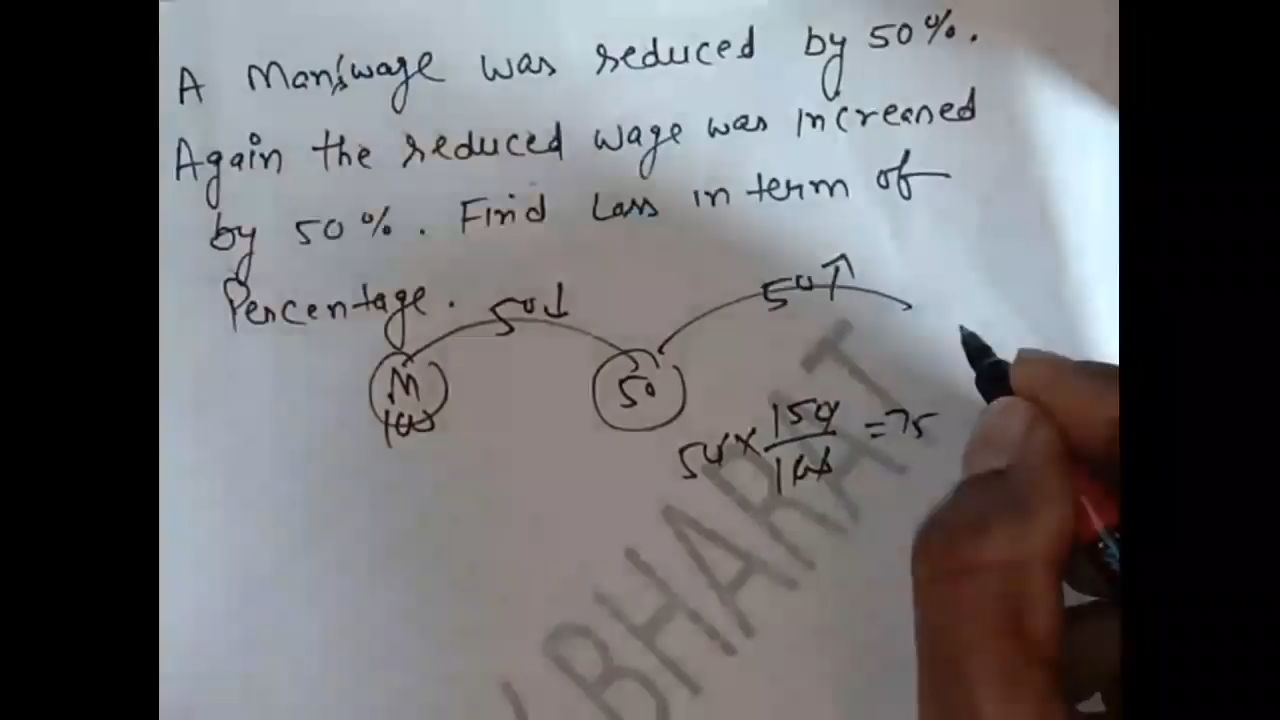 A Man's wage was reduced by 50%.
Again the reduced wage was increased
by 50%. Find Loss in term of
Percentage.
50↓
50↑
M
100
50
50 × 150/100 = 75
BHARAT